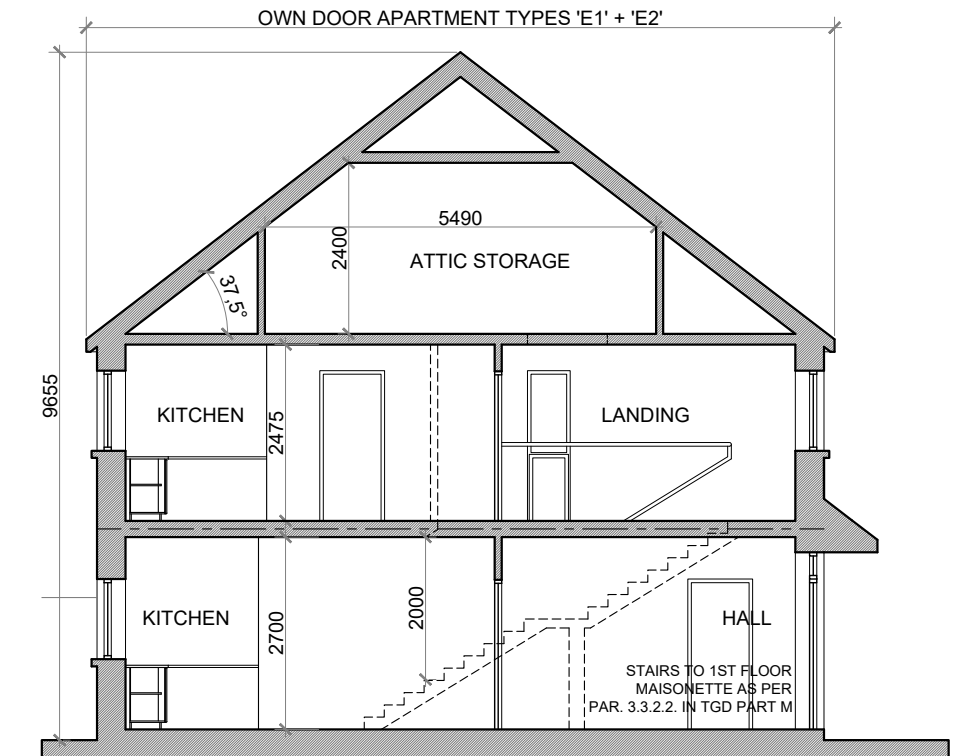 OWN DOOR APARTMENT TYPES 'E1' + 'E2'
5490
2400
ATTIC STORAGE
37,5°
9655
KITCHEN
2475
LANDING
KITCHEN
2700
2000
HALL
STAIRS TO 1ST FLOOR
MAISONETTE AS PER
PAR. 3.3.2.2. IN TGD PART M